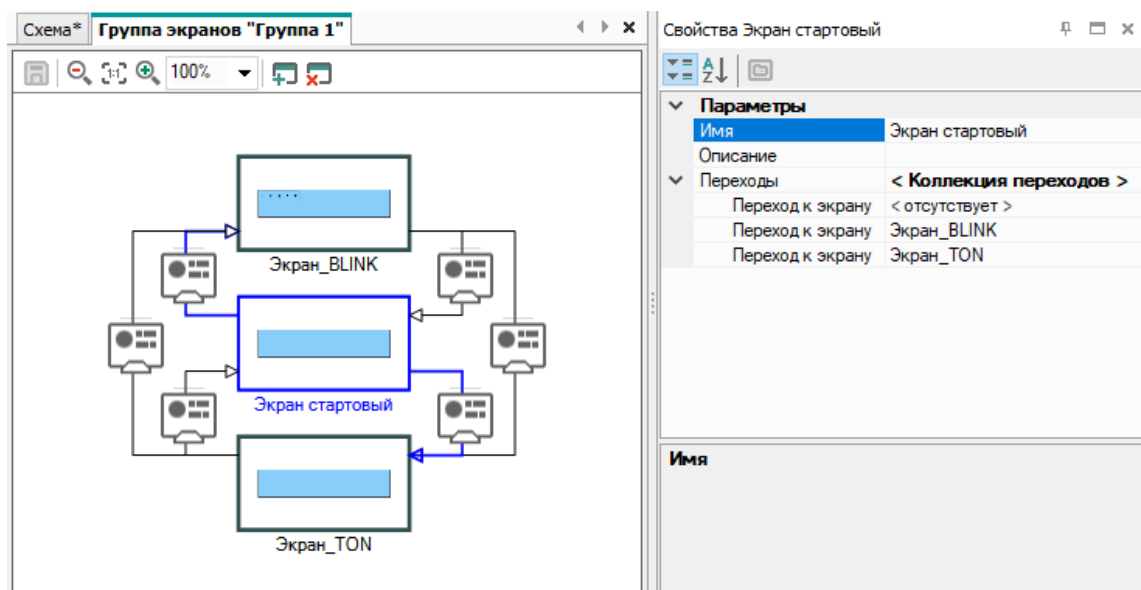 Схема*
Группа экранов "Группа 1"
100%
Экран_BLINK
Экран стартовый
Экран_TON
Свойства Экран стартовый
Параметры
Имя Экран стартовый
Описание
Переходы < Коллекция переходов >
Переход к экрану < отсутствует >
Переход к экрану Экран_BLINK
Переход к экрану Экран_TON
Имя